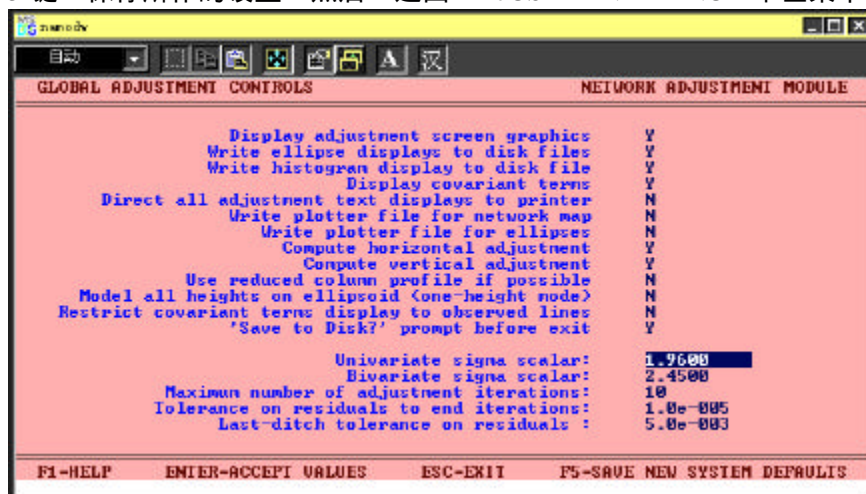 nanodv
自动
A 汉
GLOBAL ADJUSTMENT CONTROLS NETWORK ADJUSTMENT MODULE
Display adjustment screen graphics Y
Write ellipse displays to disk files Y
Write histogram display to disk file Y
Display covariant terms Y
Direct all adjustment text displays to printer N
Write plotter file for network map N
Write plotter file for ellipses N
Compute horizontal adjustment Y
Compute vertical adjustment Y
Use reduced column profile if possible N
Model all heights on ellipsoid (one-height mode) N
Restrict covariant terms display to observed lines N
'Save to Disk?' prompt before exit Y
Univariate sigma scalar: 1.9600
Bivariate sigma scalar: 2.4500
Maximum number of adjustment iterations: 10
Tolerance on residuals to end iterations: 1.0e-005
Last-ditch tolerance on residuals : 5.0e-003
F1-HELP ENTER-ACCEPT VALUES ESC-EXIT F5-SAVE NEW SYSTEM DEFAULTS